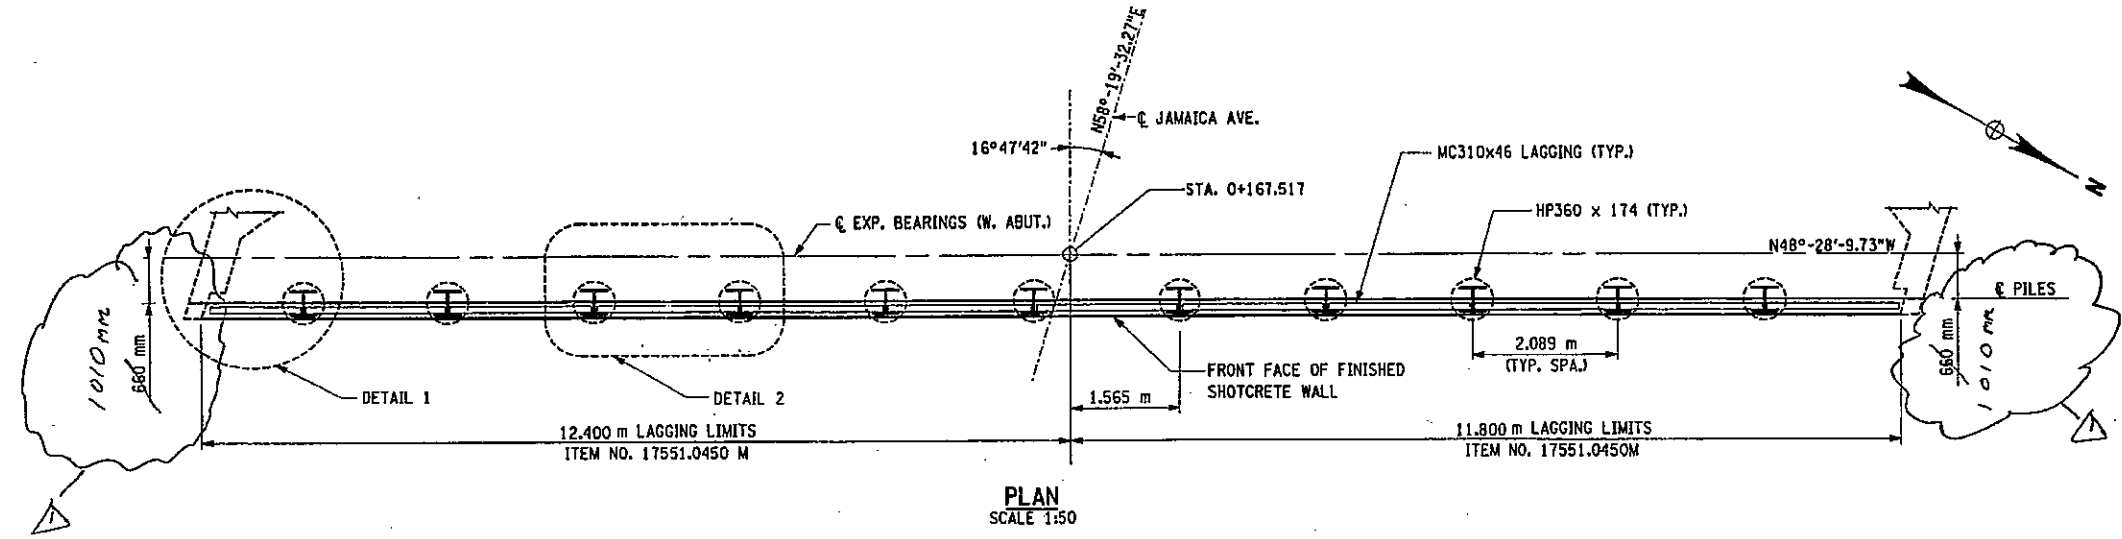 N58°-19'-32.27"E
℄ JAMAICA AVE.
16°47'42"
MC310x46 LAGGING (TYP.)
STA. 0+167.517
HP360 x 174 (TYP.)
℄ EXP. BEARINGS (W. ABUT.)
N48°-28'-9.73"W
N
℄ PILES
1010 MM
660 mm
2.089 m
(TYP. SPA.)
660 mm
1010 MM
FRONT FACE OF FINISHED
SHOTCRETE WALL
DETAIL 1
DETAIL 2
1.565 m
12.400 m LAGGING LIMITS
ITEM NO. 17551.0450 M
11.800 m LAGGING LIMITS
ITEM NO. 17551.0450M
1
1
PLAN
SCALE 1:50